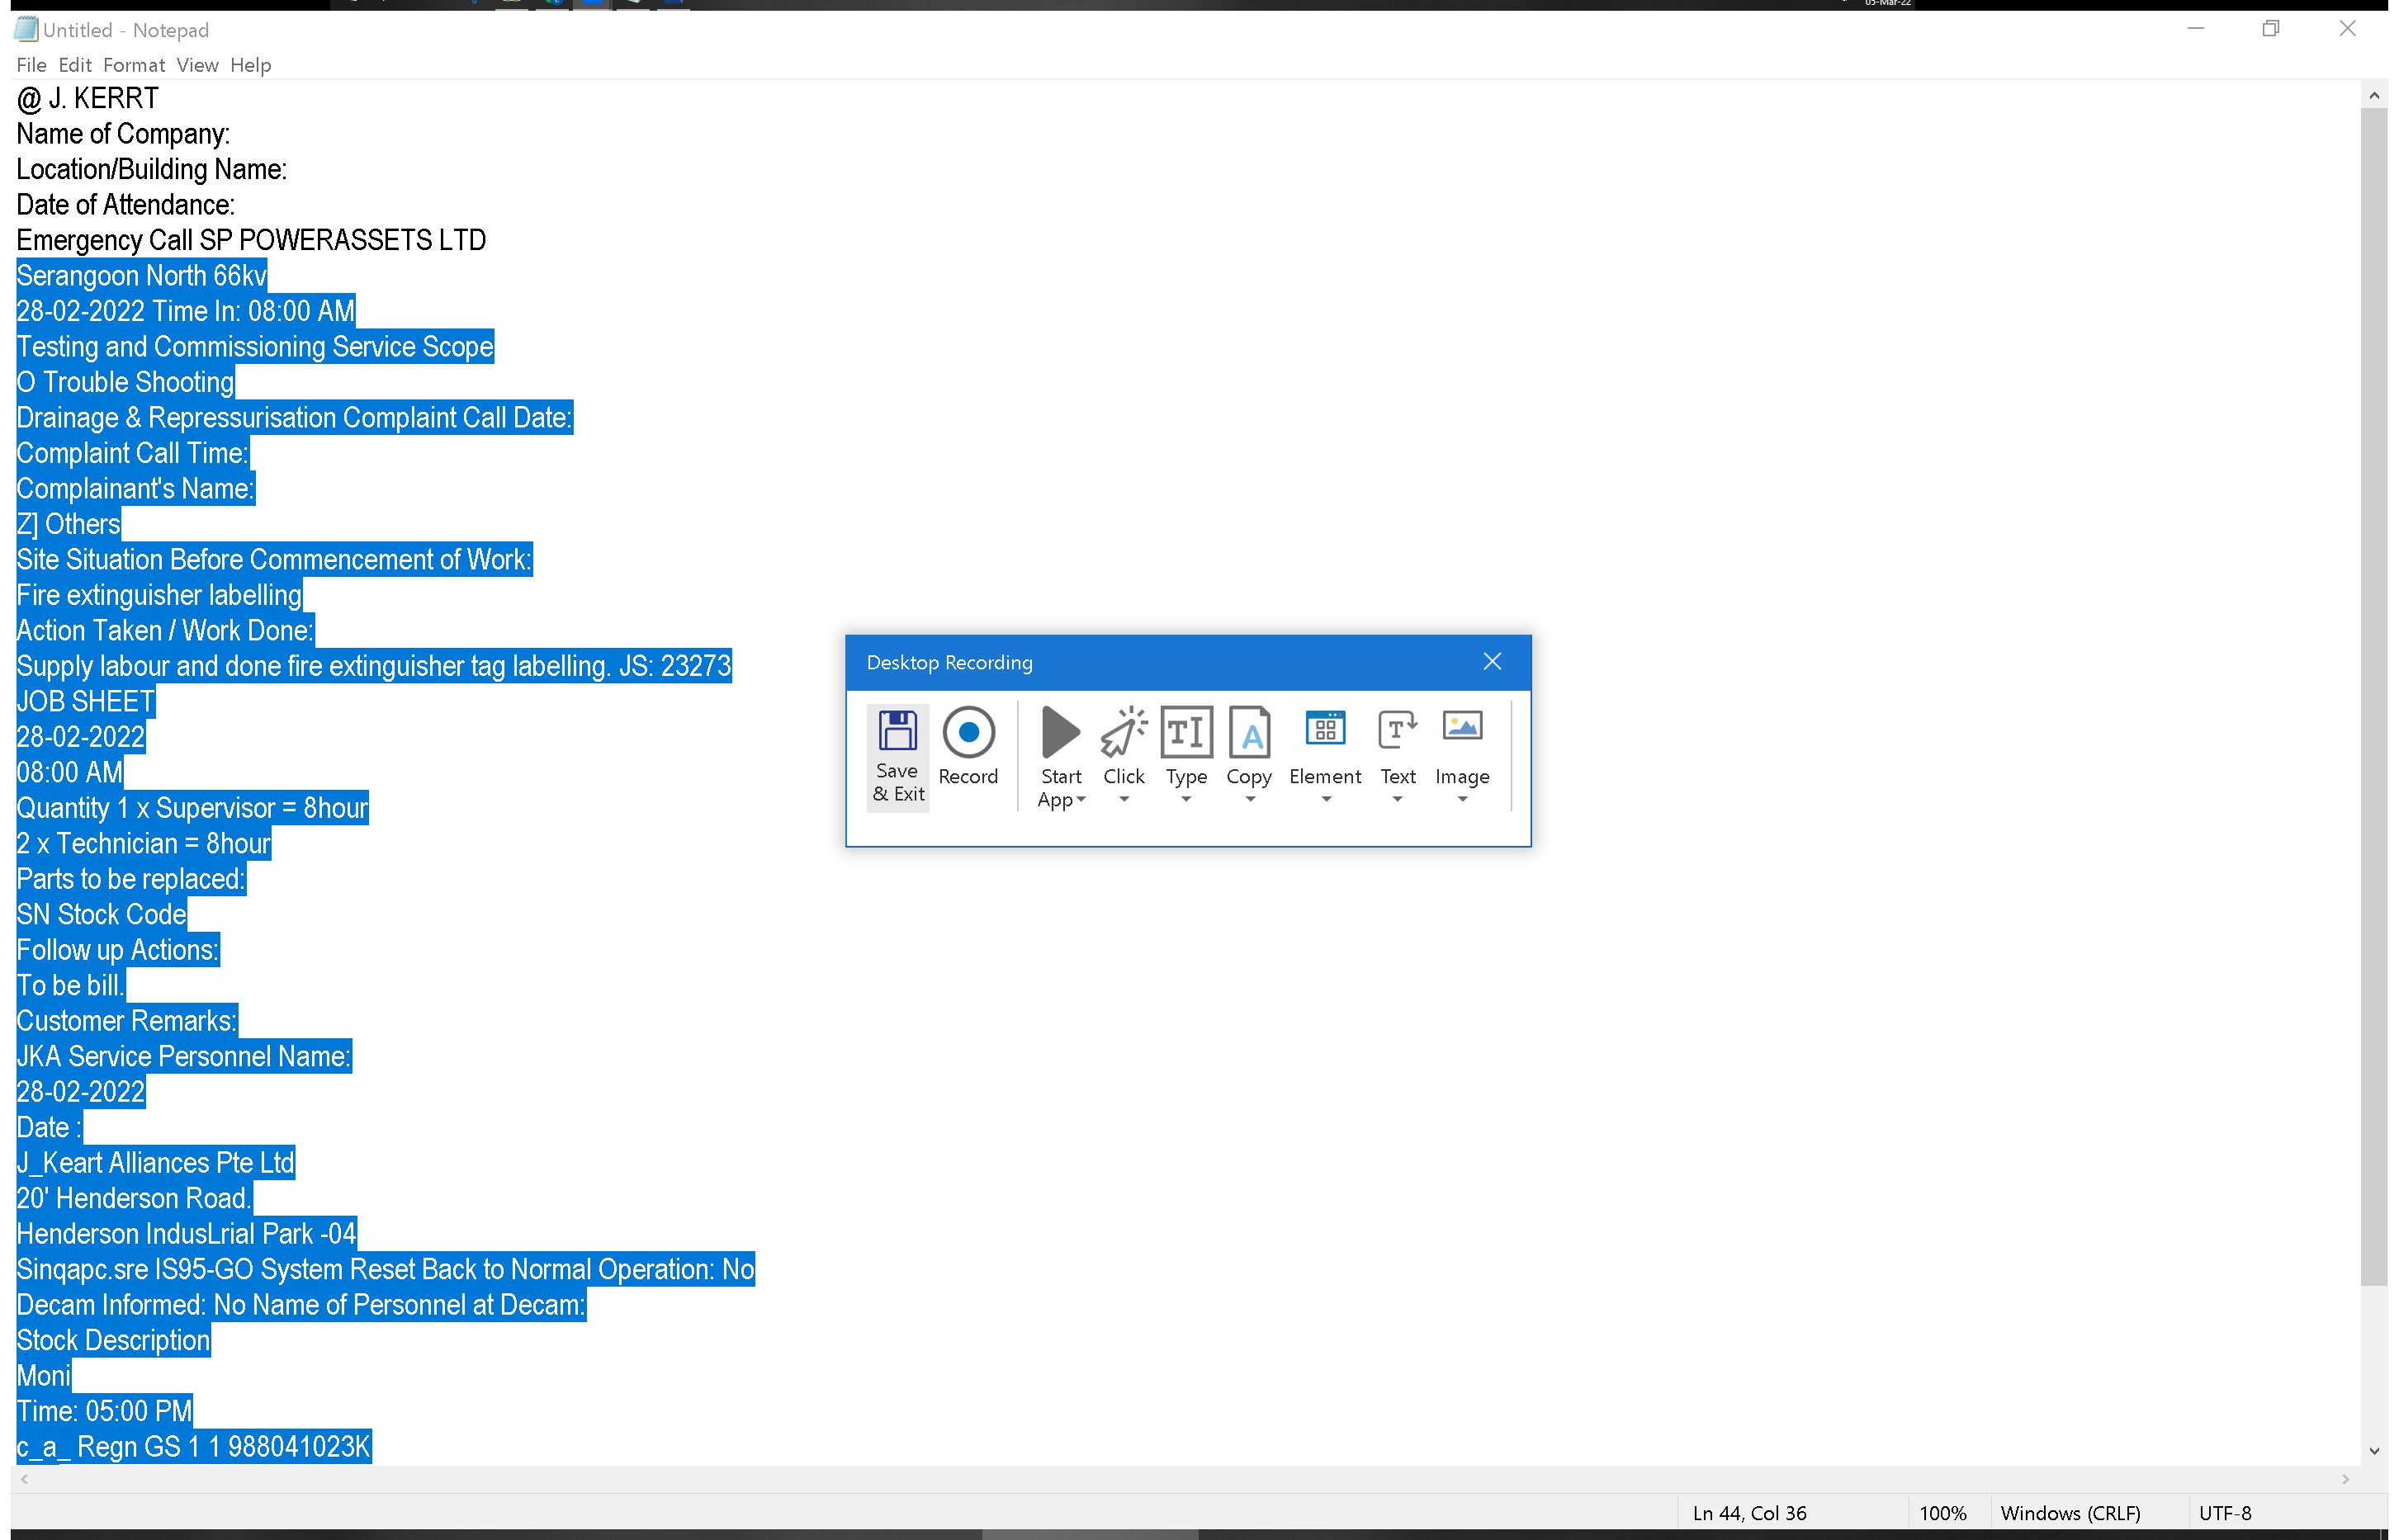 05-Mar-22
Untitled - Notepad
File Edit Format View Help
@ J. KERRT
Name of Company:
Location/Building Name:
Date of Attendance:
Emergency Call SP POWERASSETS LTD
Serangoon North 66kv
28-02-2022 Time In: 08:00 AM
Testing and Commissioning Service Scope
O Trouble Shooting
Drainage & Repressurisation Complaint Call Date:
Complaint Call Time:
Complainant's Name:
Z] Others
Site Situation Before Commencement of Work:
Fire extinguisher labelling
Action Taken / Work Done:
Supply labour and done fire extinguisher tag labelling. JS: 23273
JOB SHEET
28-02-2022
08:00 AM
Quantity 1 x Supervisor = 8hour
2 x Technician = 8hour
Parts to be replaced:
SN Stock Code
Follow up Actions:
To be bill.
Customer Remarks:
JKA Service Personnel Name:
28-02-2022
Date :
J_Keart Alliances Pte Ltd
20' Henderson Road.
Henderson IndusLrial Park -04
Sinqapc.sre IS95-GO System Reset Back to Normal Operation: No
Decam Informed: No Name of Personnel at Decam:
Stock Description
Moni
Time: 05:00 PM
c_a_ Regn GS 1 1 988041023K
Desktop Recording
Save & Exit
Record
Start App
Click
Type
Copy
Element
Text
Image
Ln 44, Col 36
100%
Windows (CRLF)
UTF-8